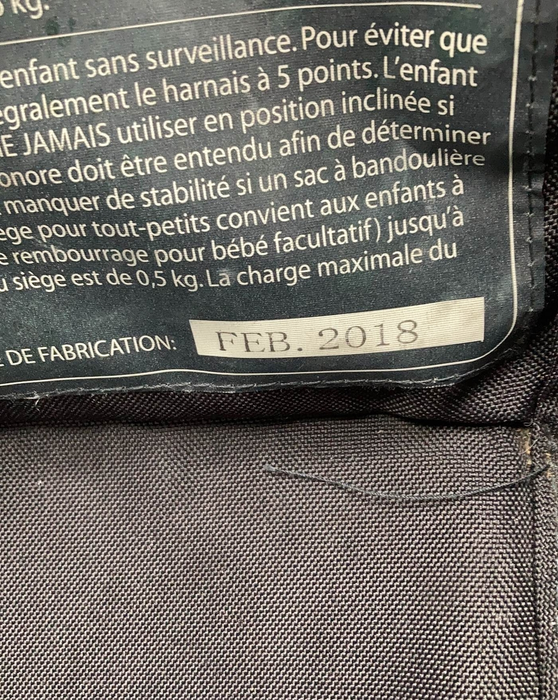 kg.
enfant sans surveillance. Pour éviter que
égralement le harnais à 5 points. L'enfant
E JAMAIS utiliser en position inclinée si
onore doit être entendu afin de déterminer
manquer de stabilité si un sac à bandoulière
ege pour tout-petits convient aux enfants à
e rembourrage pour bébé facultatif) jusqu'à
u siège est de 0,5 kg. La charge maximale du
DE FABRICATION: FEB. 2018